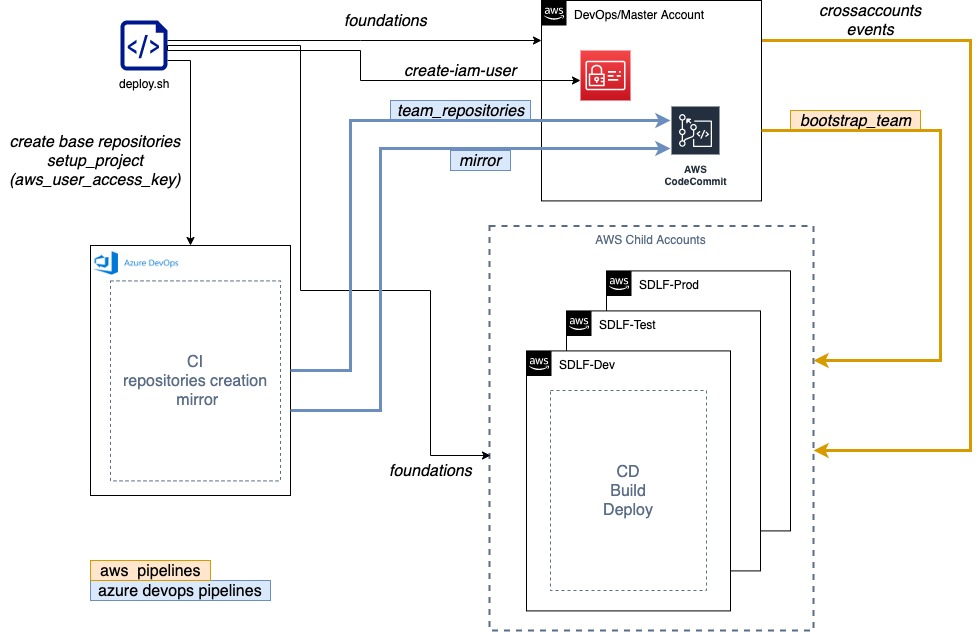 foundations
aws
DevOps/Master Account
crossaccounts
events
deploy.sh
create-iam-user
team_repositories
bootstrap_team
mirror
AWS
CodeCommit
create base repositories
setup_project
(aws_user_access_key)
Azure DevOps
CI
repositories creation
mirror
AWS Child Accounts
aws
SDLF-Prod
aws
SDLF-Test
aws
SDLF-Dev
CD
Build
Deploy
foundations
aws pipelines
azure devops pipelines